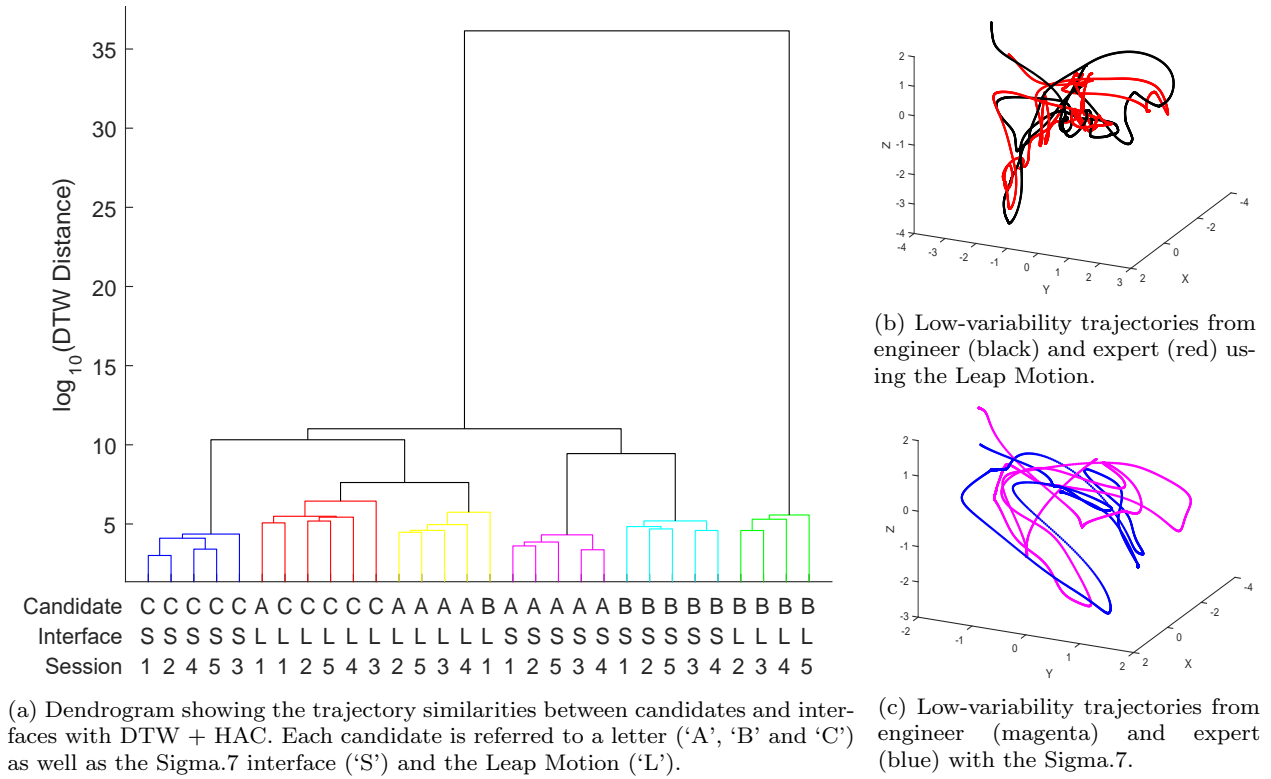 35
30
25
20
15
10
5
log10(DTW Distance)
Candidate C C C C C A C C C C C A A A A B A A A A A B B B B B B B B B
Interface S S S S S L L L L L L L L L L L S S S S S S S S S S L L L L
Session 1 2 4 5 3 1 1 2 5 4 3 2 5 3 4 1 1 2 5 3 4 1 2 5 3 4 2 3 4 5
(a) Dendrogram showing the trajectory similarities between candidates and inter-
faces with DTW + HAC. Each candidate is referred to a letter (‘A’, ‘B’ and ‘C’)
as well as the Sigma.7 interface (‘S’) and the Leap Motion (‘L’).
2
1
0
-1
-2
-3
-4
Z
-4 -3 -2 -1 0 1 2 3
Y
2 0 -2 -4
X
(b) Low-variability trajectories from
engineer (black) and expert (red) us-
ing the Leap Motion.
2
1
0
-1
-2
-3
Z
-2 -1 0 1 2
Y
2 0 -2 -4
X
(c) Low-variability trajectories from
engineer (magenta) and expert
(blue) with the Sigma.7.